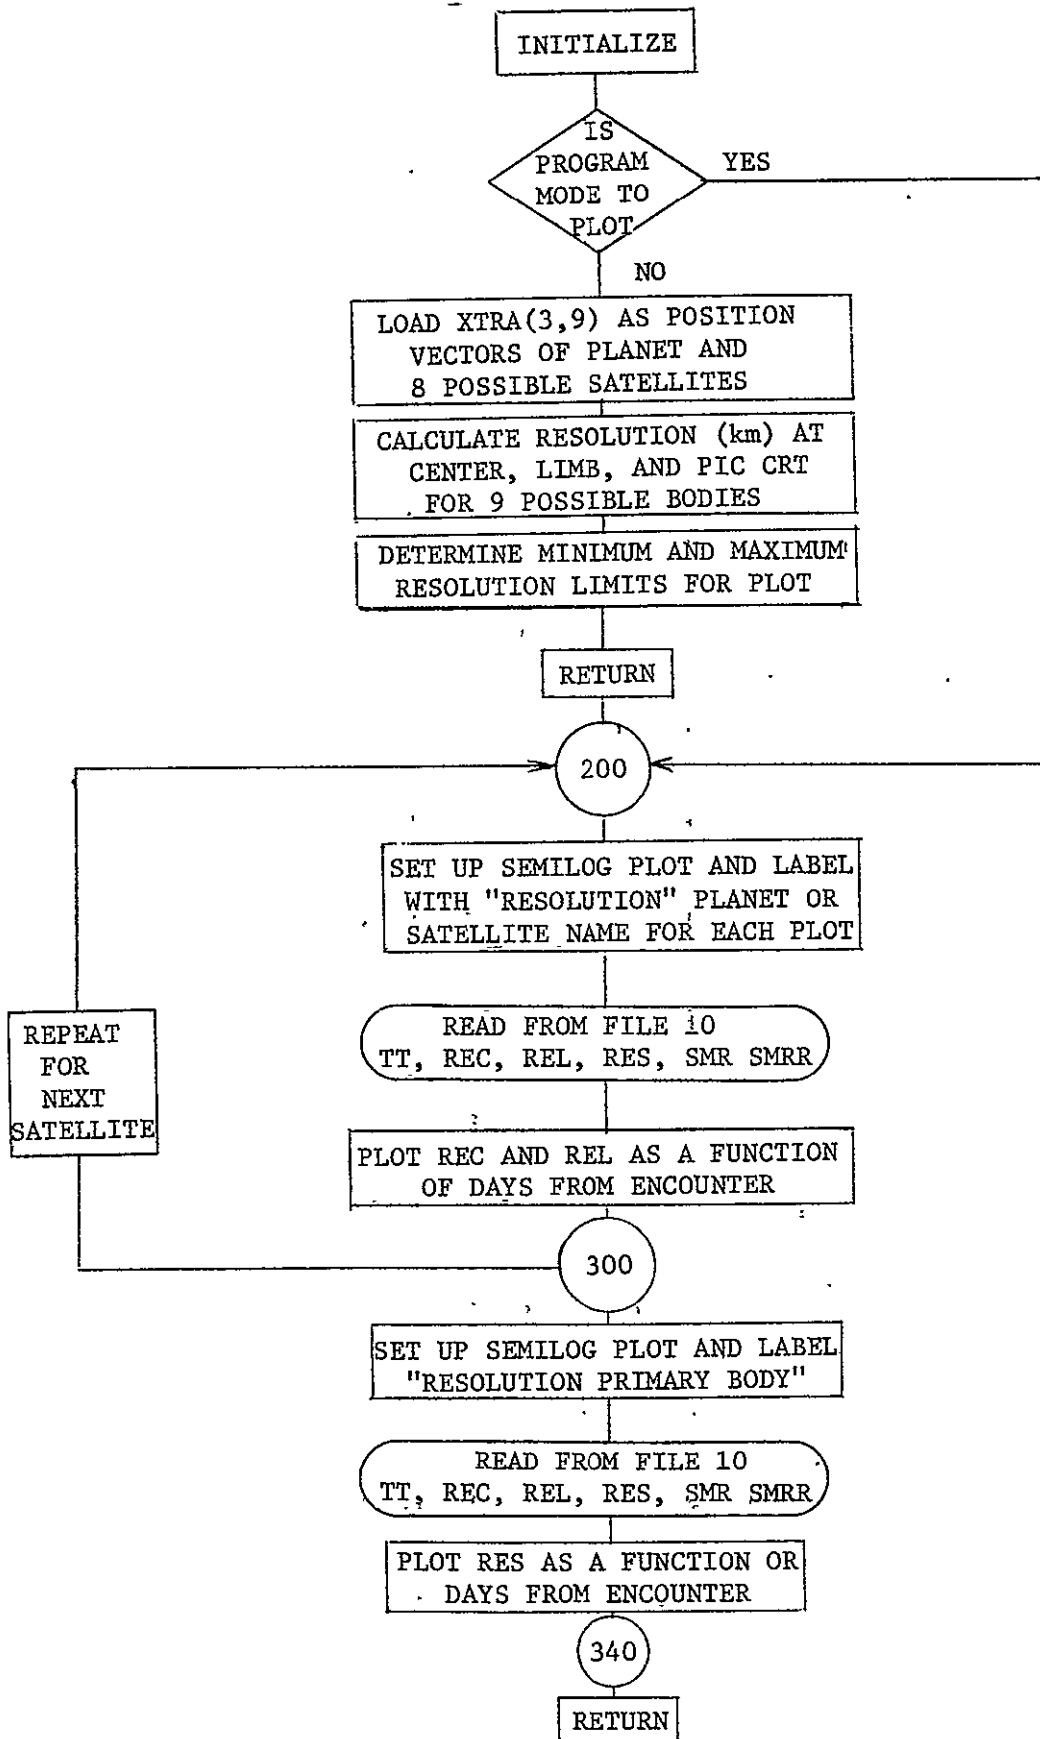 INITIALIZE
IS
PROGRAM
MODE TO
PLOT
YES
NO
LOAD XTRA(3,9) AS POSITION
VECTORS OF PLANET AND
8 POSSIBLE SATELLITES
CALCULATE RESOLUTION (km) AT
CENTER, LIMB, AND PIC CRT
FOR 9 POSSIBLE BODIES
DETERMINE MINIMUM AND MAXIMUM
RESOLUTION LIMITS FOR PLOT
RETURN
200
SET UP SEMILOG PLOT AND LABEL
WITH "RESOLUTION" PLANET OR
SATELLITE NAME FOR EACH PLOT
READ FROM FILE 10
TT, REC, REL, RES, SMR SMRR
REPEAT
FOR
NEXT
SATELLITE
PLOT REC AND REL AS A FUNCTION
OF DAYS FROM ENCOUNTER
300
SET UP SEMILOG PLOT AND LABEL
"RESOLUTION PRIMARY BODY"
READ FROM FILE 10
TT, REC, REL, RES, SMR SMRR
PLOT RES AS A FUNCTION OR
DAYS FROM ENCOUNTER
340
RETURN